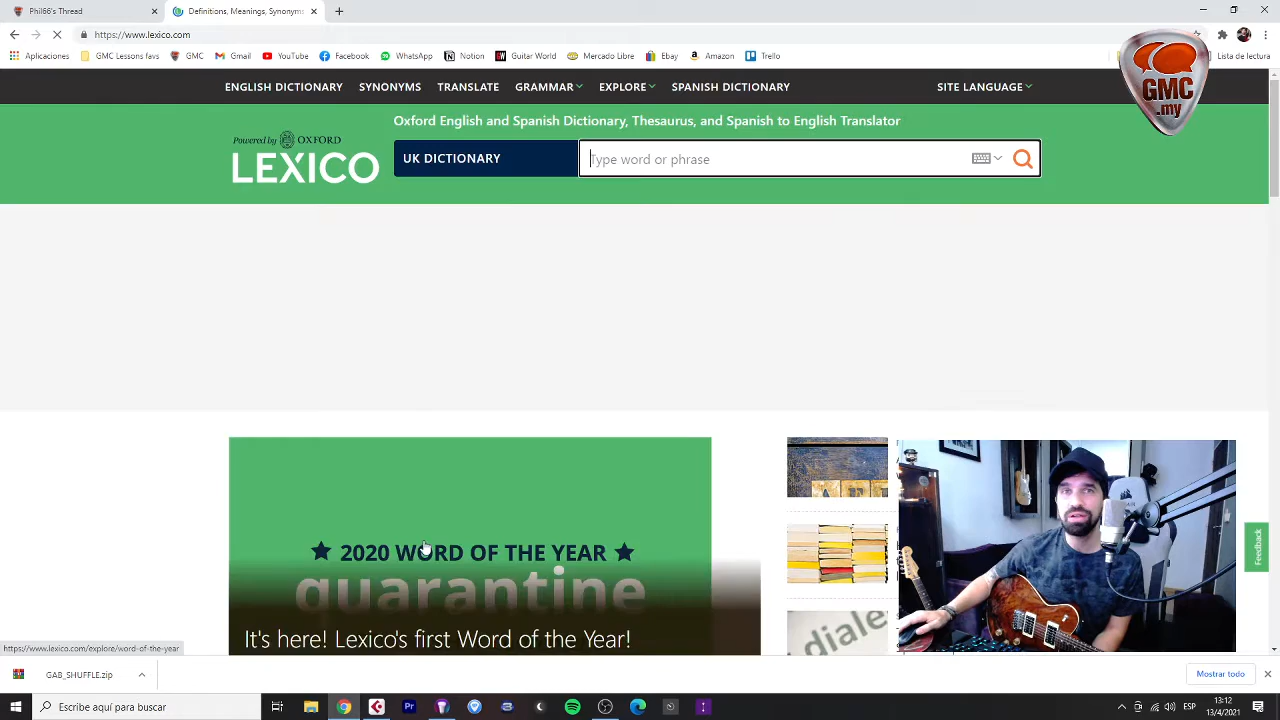 Phil66's Thread
Definitions, Meanings, Synonyms
https://www.lexico.com
Aplicaciones
GMC Lessons favs
GMC
Gmail
YouTube
Facebook
WhatsApp
Notion
Guitar World
Mercado Libre
Ebay
Amazon
Trello
Lista de lectura
GMC
.my
ENGLISH DICTIONARY
SYNONYMS
TRANSLATE
GRAMMAR
EXPLORE
SPANISH DICTIONARY
SITE LANGUAGE
Oxford English and Spanish Dictionary, Thesaurus, and Spanish to English Translator
Powered by OXFORD
LEXICO
UK DICTIONARY
Type word or phrase
2020 WORD OF THE YEAR
quarantine
It's here! Lexico's first Word of the Year!
diale
Feedback
https://www.lexico.com/explore/word-of-the-year
GAB_SHUFFLE.zip
Mostrar todo
Escribe aquí para buscar
ESP
13:12
13/4/2021